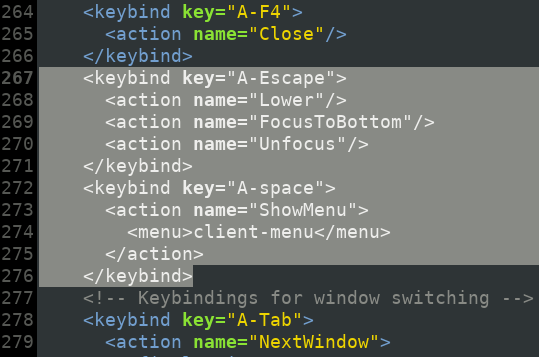 264     <keybind key="A-F4">
265       <action name="Close"/>
266     </keybind>
267     <keybind key="A-Escape">
268       <action name="Lower"/>
269       <action name="FocusToBottom"/>
270       <action name="Unfocus"/>
271     </keybind>
272     <keybind key="A-space">
273       <action name="ShowMenu">
274         <menu>client-menu</menu>
275       </action>
276     </keybind>
277     <!-- Keybindings for window switching -->
278     <keybind key="A-Tab">
279       <action name="NextWindow">